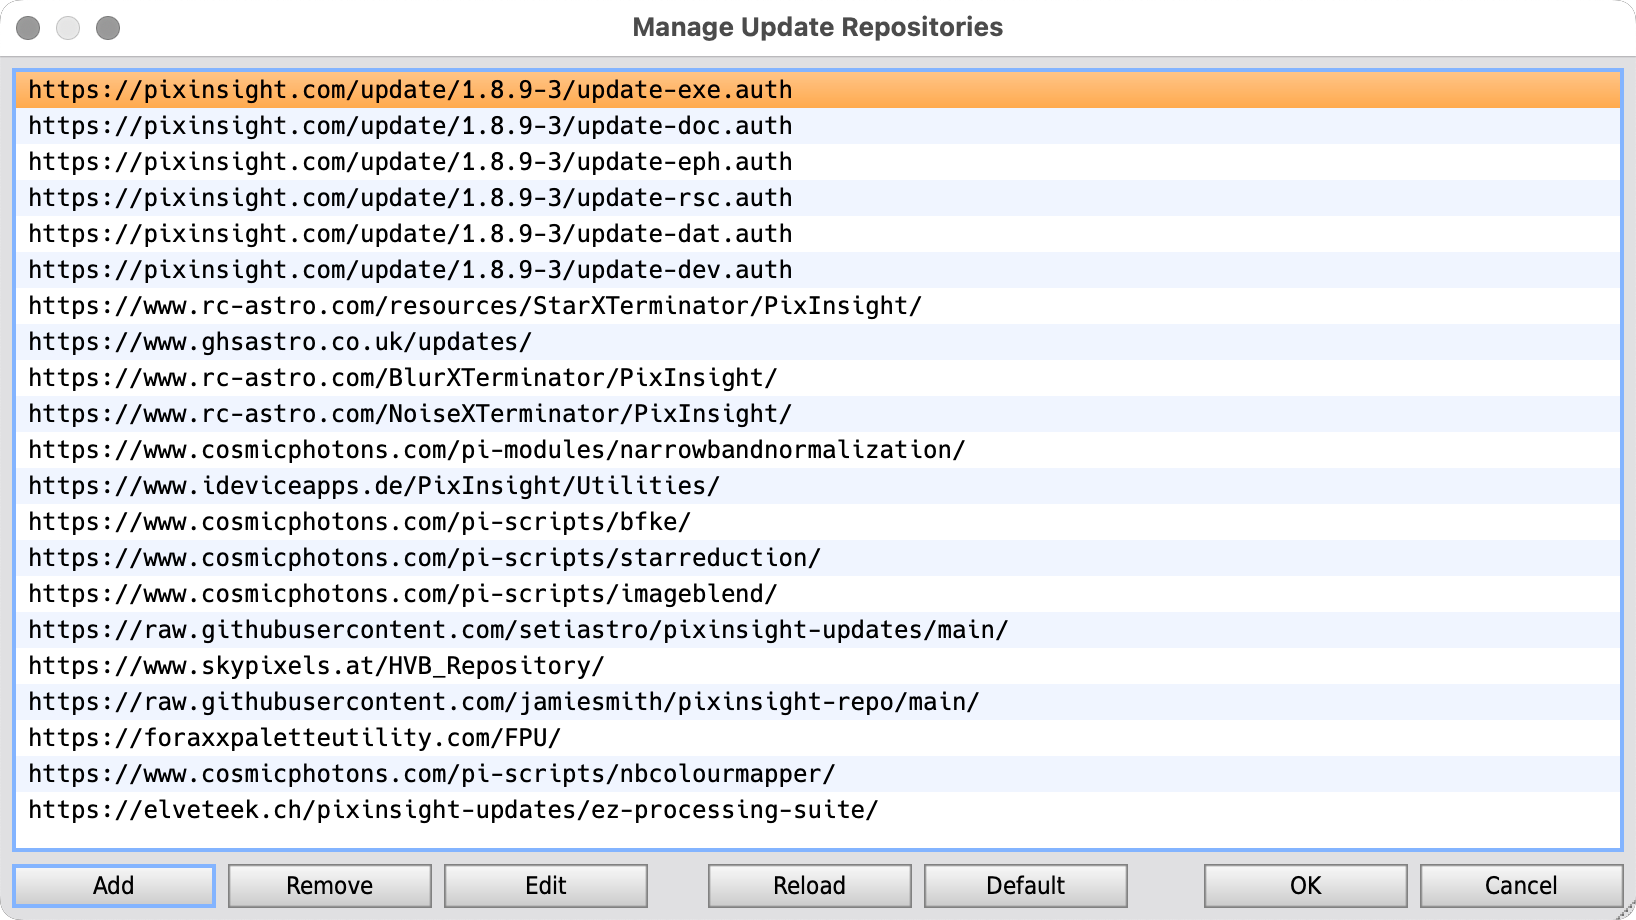 Manage Update Repositories
https://pixinsight.com/update/1.8.9-3/update-exe.auth
https://pixinsight.com/update/1.8.9-3/update-doc.auth
https://pixinsight.com/update/1.8.9-3/update-eph.auth
https://pixinsight.com/update/1.8.9-3/update-rsc.auth
https://pixinsight.com/update/1.8.9-3/update-dat.auth
https://pixinsight.com/update/1.8.9-3/update-dev.auth
https://www.rc-astro.com/resources/StarXTerminator/PixInsight/
https://www.ghsastro.co.uk/updates/
https://www.rc-astro.com/BlurXTerminator/PixInsight/
https://www.rc-astro.com/NoiseXTerminator/PixInsight/
https://www.cosmicphotons.com/pi-modules/narrowbandnormalization/
https://www.ideviceapps.de/PixInsight/Utilities/
https://www.cosmicphotons.com/pi-scripts/bfke/
https://www.cosmicphotons.com/pi-scripts/starreduction/
https://www.cosmicphotons.com/pi-scripts/imageblend/
https://raw.githubusercontent.com/setiastro/pixinsight-updates/main/
https://www.skypixels.at/HVB_Repository/
https://raw.githubusercontent.com/jamiesmith/pixinsight-repo/main/
https://foraxxpaletteutility.com/FPU/
https://www.cosmicphotons.com/pi-scripts/nbcolourmapper/
https://elveteek.ch/pixinsight-updates/ez-processing-suite/
Add Remove Edit Reload Default OK Cancel